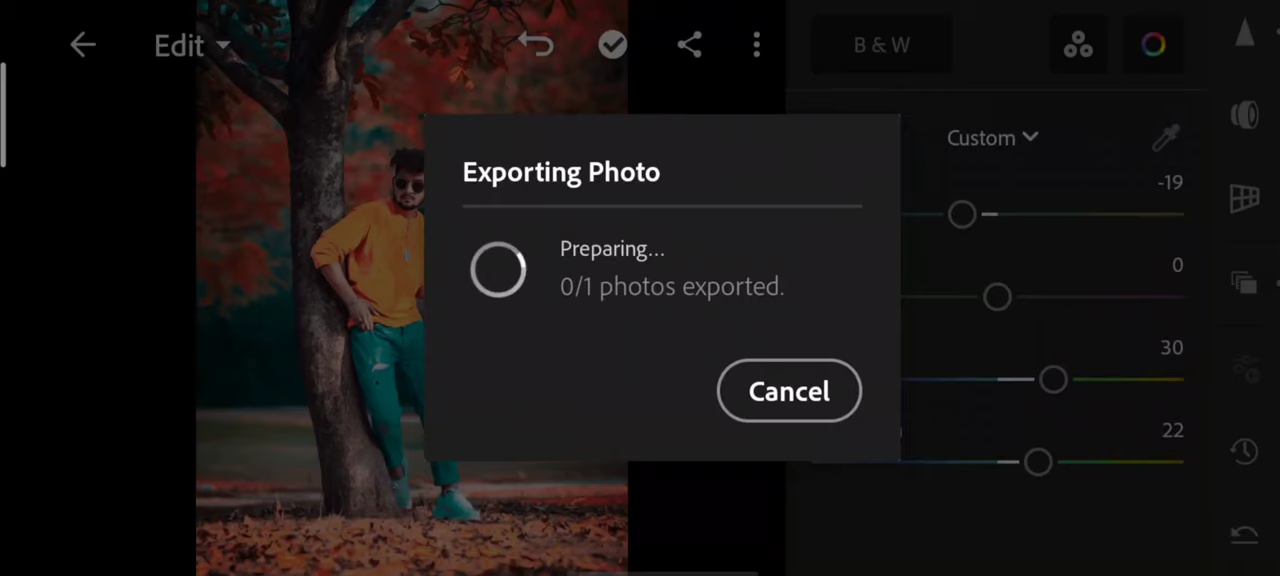 Edit
B & W
Custom
-19
0
30
22
Exporting Photo
Preparing...
0/1 photos exported.
Cancel